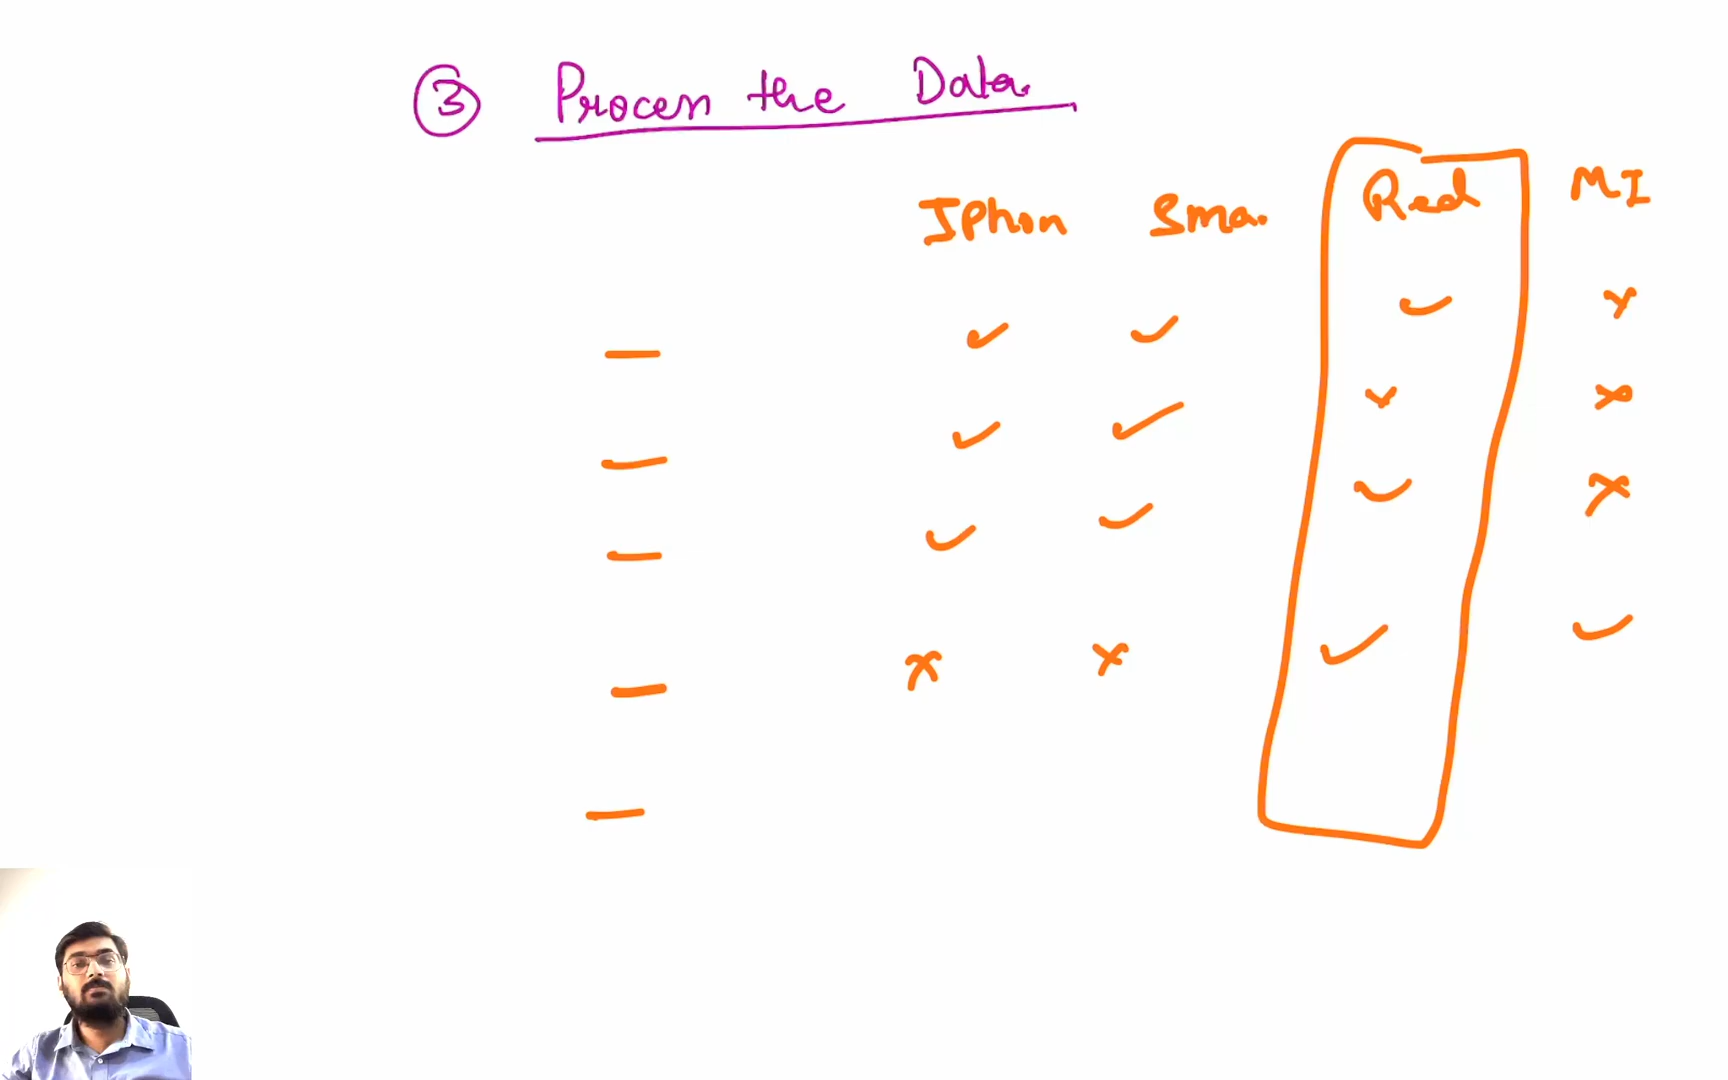 3 Process the Data.
IPhon Sma. Red MI
— ✓ ✓ ✓ x
— ✓ ✓ x x
— ✓ ✓ ✓ x
— x x ✓ ✓
—